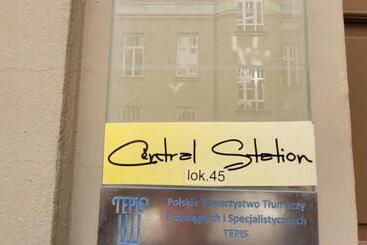 Central Station
lok.45
TEPIS
Polskie Towarzystwo Tłumaczy
Przysięgłych i Specjalistycznych
TEPIS